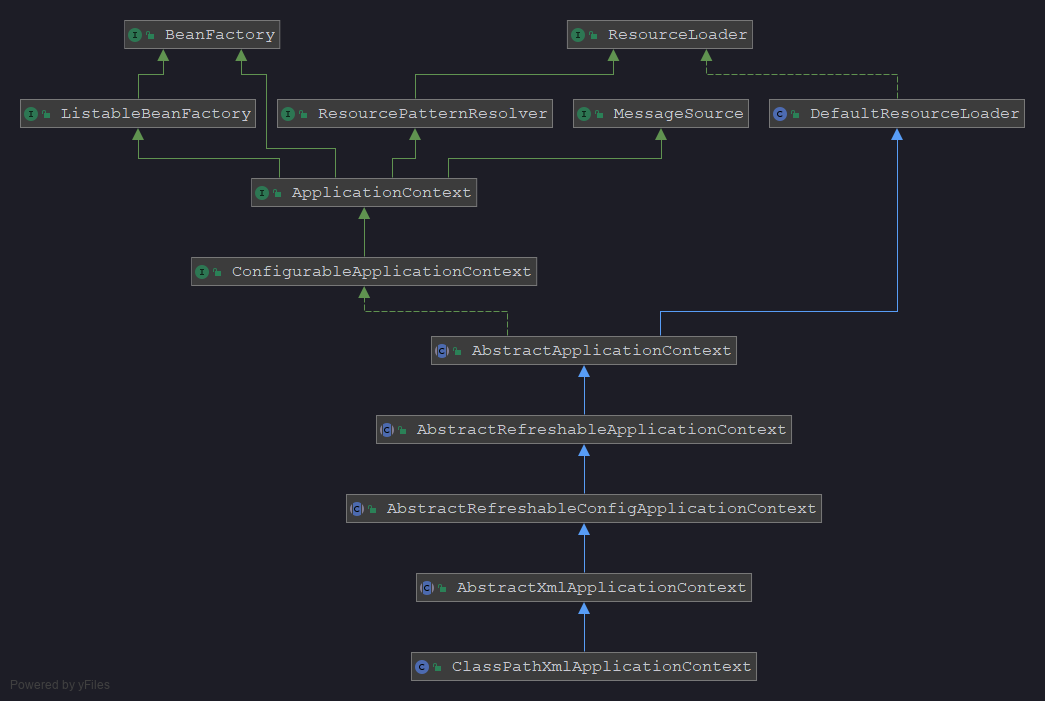 BeanFactory
ResourceLoader
ListableBeanFactory
ResourcePatternResolver
MessageSource
DefaultResourceLoader
ApplicationContext
ConfigurableApplicationContext
AbstractApplicationContext
AbstractRefreshableApplicationContext
AbstractRefreshableConfigApplicationContext
AbstractXmlApplicationContext
ClassPathXmlApplicationContext
Powered by yFiles